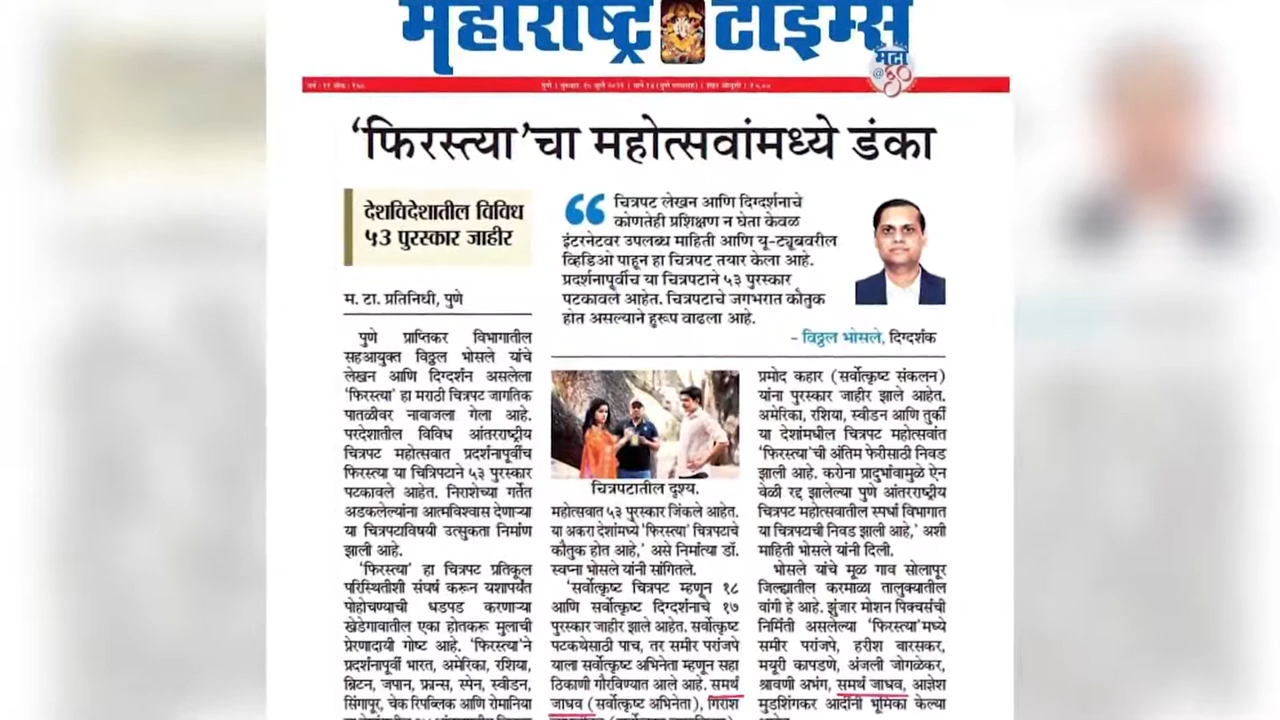 महाराष्ट्र टाइम्स
मटा
@५०
‘फिरस्त्या’चा महोत्सवांमध्ये डंका
देशविदेशातील विविध
५३ पुरस्कार जाहीर
म. टा. प्रतिनिधी, पुणे
पुणे प्राप्तिकर विभागातील
सहआयुक्त विठ्ठल भोसले यांचे
लेखन आणि दिग्दर्शन असलेला
‘फिरस्त्या’ हा मराठी चित्रपट जागतिक
पातळीवर नावाजला गेला आहे.
परदेशातील विविध आंतरराष्ट्रीय
चित्रपट महोत्सवात प्रदर्शनापूर्वीच
फिरस्त्या या चित्रिपटाने ५३ पुरस्कार
पटकावले आहेत. निराशेच्या गर्तेत
अडकलेल्यांना आत्मविश्वास देणाऱ्या
या चित्रपटाविषयी उत्सुकता निर्माण
झाली आहे.
‘फिरस्त्या’ हा चित्रपट प्रतिकूल
परिस्थितीशी संघर्ष करून यशापर्यंत
पोहोचण्याची धडपड करणाऱ्या
खेडेगावातील एका होतकरू मुलाची
प्रेरणादायी गोष्ट आहे. ‘फिरस्त्या’ने
प्रदर्शनापूर्वी भारत, अमेरिका, रशिया,
ब्रिटन, जपान, फ्रान्स, स्पेन, स्वीडन,
सिंगापूर, चेक रिपब्लिक आणि रोमानिया
“ चित्रपट लेखन आणि दिग्दर्शनाचे
कोणतेही प्रशिक्षण न घेता केवळ
इंटरनेटवर उपलब्ध माहिती आणि यू-ट्यूबवरील
व्हिडिओ पाहून हा चित्रपट तयार केला आहे.
प्रदर्शनापूर्वीच या चित्रपटाने ५३ पुरस्कार
पटकावले आहेत. चित्रपटाचे जगभरात कौतुक
होत असल्याने हुरूप वाढला आहे.
- विठ्ठल भोसले, दिग्दर्शक
चित्रपटातील दृश्य.
महोत्सवात ५३ पुरस्कार जिंकले आहेत.
या अकरा देशांमध्ये ‘फिरस्त्या’ चित्रपटाचे
कौतुक होत आहे,’ असे निर्मात्या डॉ.
स्वप्ना भोसले यांनी सांगितले.
‘सर्वोत्कृष्ट चित्रपट म्हणून १८
आणि सर्वोत्कृष्ट दिग्दर्शनाचे १७
पुरस्कार जाहीर झाले आहेत. सर्वोत्कृष्ट
पटकथेसाठी पाच, तर समीर परांजपे
याला सर्वोत्कृष्ट अभिनेता म्हणून सहा
ठिकाणी गौरविण्यात आले आहे. समर्थ
जाधव (सर्वोत्कृष्ट अभिनेता), गिरीश
प्रमोद कहार (सर्वोत्कृष्ट संकलन)
यांना पुरस्कार जाहीर झाले आहेत.
अमेरिका, रशिया, स्वीडन आणि तुर्की
या देशांमधील चित्रपट महोत्सवांत
‘फिरस्त्या’ची अंतिम फेरीसाठी निवड
झाली आहे. करोना प्रादुर्भावामुळे ऐन
वेळी रद्द झालेल्या पुणे आंतरराष्ट्रीय
चित्रपट महोत्सवातील स्पर्धा विभागात
या चित्रपटाची निवड झाली आहे,’ अशी
माहिती भोसले यांनी दिली.
भोसले यांचे मूळ गाव सोलापूर
जिल्ह्यातील करमाळा तालुक्यातील
वांगी हे आहे. झुंजार मोशन पिक्चर्सची
निर्मिती असलेल्या ‘फिरस्त्या’मध्ये
समीर परांजपे, हरीश बारसकर,
मयूरी कापडणे, अंजली जोगळेकर,
श्रावणी अभंग, समर्थ जाधव, आज्ञेश
मुडशिंगकर आदींनी भूमिका केल्या